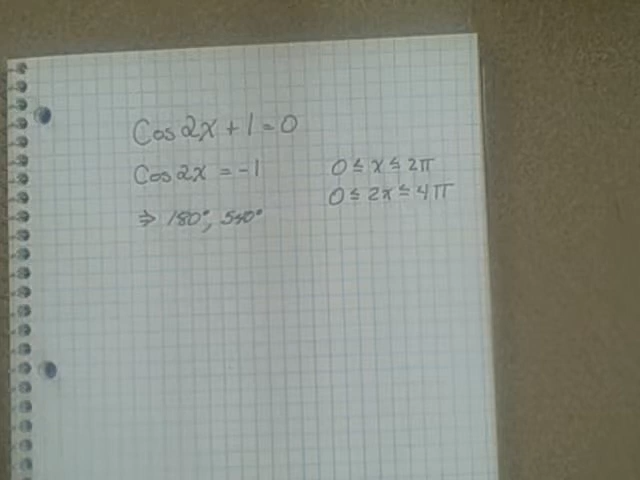 Cos 2x + 1 = 0
Cos 2x = -1
0 ≤ x ≤ 2π
0 ≤ 2x ≤ 4π
⇒ 180°, 540°